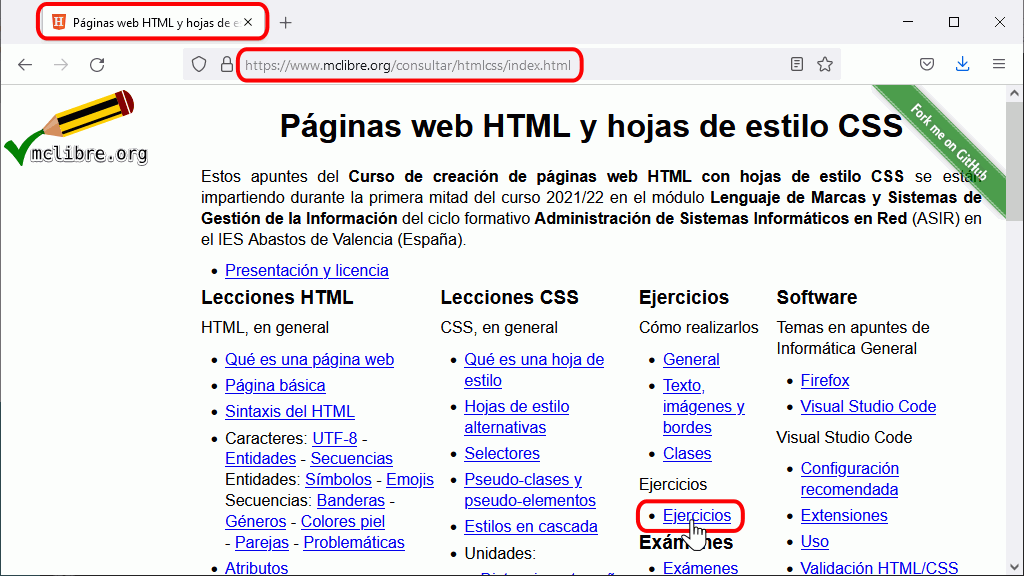 Páginas web HTML y hojas de e
https://www.mclibre.org/consultar/htmlcss/index.html
mclibre.org
Fork me on GitHub
Páginas web HTML y hojas de estilo CSS
Estos apuntes del Curso de creación de páginas web HTML con hojas de estilo CSS se están
impartiendo durante la primera mitad del curso 2021/22 en el módulo Lenguaje de Marcas y Sistemas de
Gestión de la Información del ciclo formativo Administración de Sistemas Informáticos en Red (ASIR) en
el IES Abastos de Valencia (España).
Presentación y licencia
Lecciones HTML
HTML, en general
Qué es una página web
Página básica
Sintaxis del HTML
Caracteres: UTF-8 -
Entidades - Secuencias
Entidades: Símbolos - Emojis
Secuencias: Banderas -
Géneros - Colores piel
- Parejas - Problemáticas
Atributos
Lecciones CSS
CSS, en general
Qué es una hoja de
estilo
Hojas de estilo
alternativas
Selectores
Pseudo-clases y
pseudo-elementos
Estilos en cascada
Unidades:
Ejercicios
Cómo realizarlos
General
Texto,
imágenes y
bordes
Clases
Ejercicios
Ejercicios
Exámenes
Exámenes
Software
Temas en apuntes de
Informática General
Firefox
Visual Studio Code
Visual Studio Code
Configuración
recomendada
Extensiones
Uso
Validación HTML/CSS